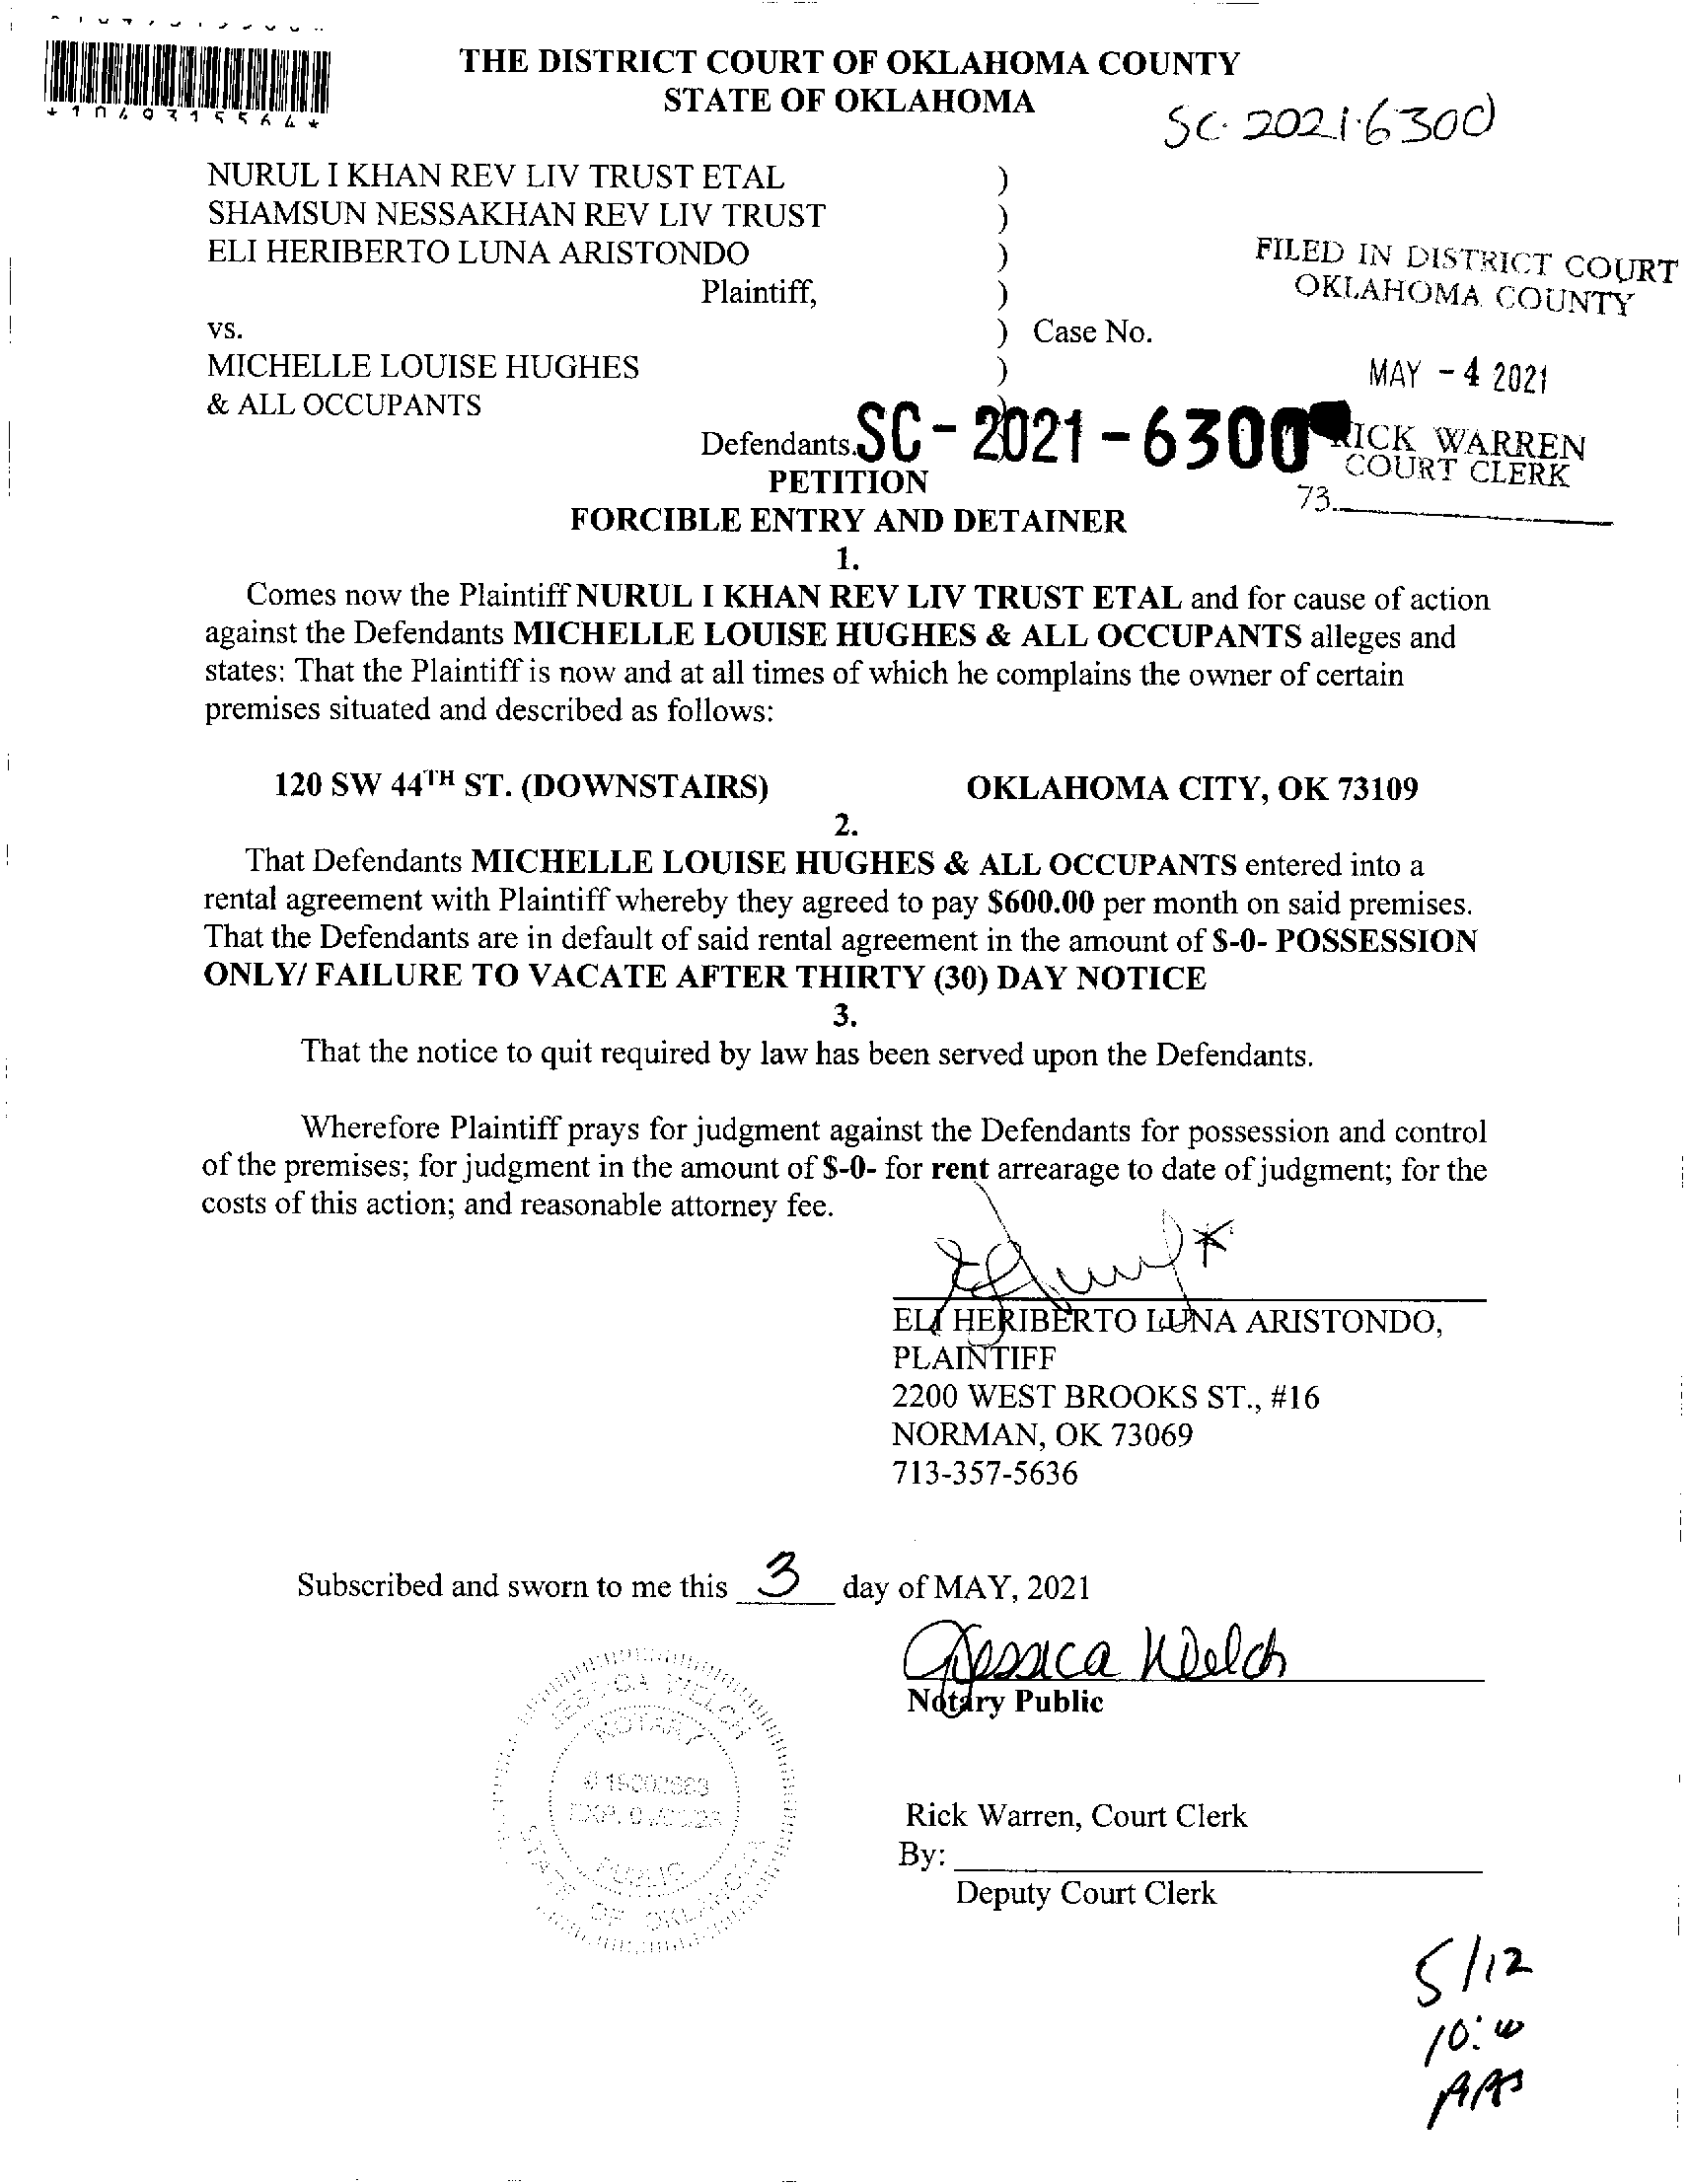 *1049315564*
THE DISTRICT COURT OF OKLAHOMA COUNTY
STATE OF OKLAHOMA
SC-2021-6300
NURUL I KHAN REV LIV TRUST ETAL )
SHAMSUN NESSAKHAN REV LIV TRUST )
ELI HERIBERTO LUNA ARISTONDO )
Plaintiff, )
vs. ) Case No.
MICHELLE LOUISE HUGHES )
& ALL OCCUPANTS )
FILED IN DISTRICT COURT
OKLAHOMA COUNTY
MAY - 4 2021
RICK WARREN
COURT CLERK
73
Defendants. SC - 2021 - 6300
PETITION
FORCIBLE ENTRY AND DETAINER
1.
Comes now the Plaintiff NURUL I KHAN REV LIV TRUST ETAL and for cause of action
against the Defendants MICHELLE LOUISE HUGHES & ALL OCCUPANTS alleges and
states: That the Plaintiff is now and at all times of which he complains the owner of certain
premises situated and described as follows:
120 SW 44TH ST. (DOWNSTAIRS) OKLAHOMA CITY, OK 73109
2.
That Defendants MICHELLE LOUISE HUGHES & ALL OCCUPANTS entered into a
rental agreement with Plaintiff whereby they agreed to pay $600.00 per month on said premises.
That the Defendants are in default of said rental agreement in the amount of $-0- POSSESSION
ONLY/ FAILURE TO VACATE AFTER THIRTY (30) DAY NOTICE
3.
That the notice to quit required by law has been served upon the Defendants.
Wherefore Plaintiff prays for judgment against the Defendants for possession and control
of the premises; for judgment in the amount of $-0- for rent arrearage to date of judgment; for the
costs of this action; and reasonable attorney fee.
ELI HERIBERTO LUNA ARISTONDO,
PLAINTIFF
2200 WEST BROOKS ST., #16
NORMAN, OK 73069
713-357-5636
Subscribed and sworn to me this 3 day of MAY, 2021
Jessica Welch
Notary Public
JESSICA WELCH
NOTARY
PUBLIC
STATE OF OKLAHOMA
Rick Warren, Court Clerk
By:
Deputy Court Clerk
5/12
10:00